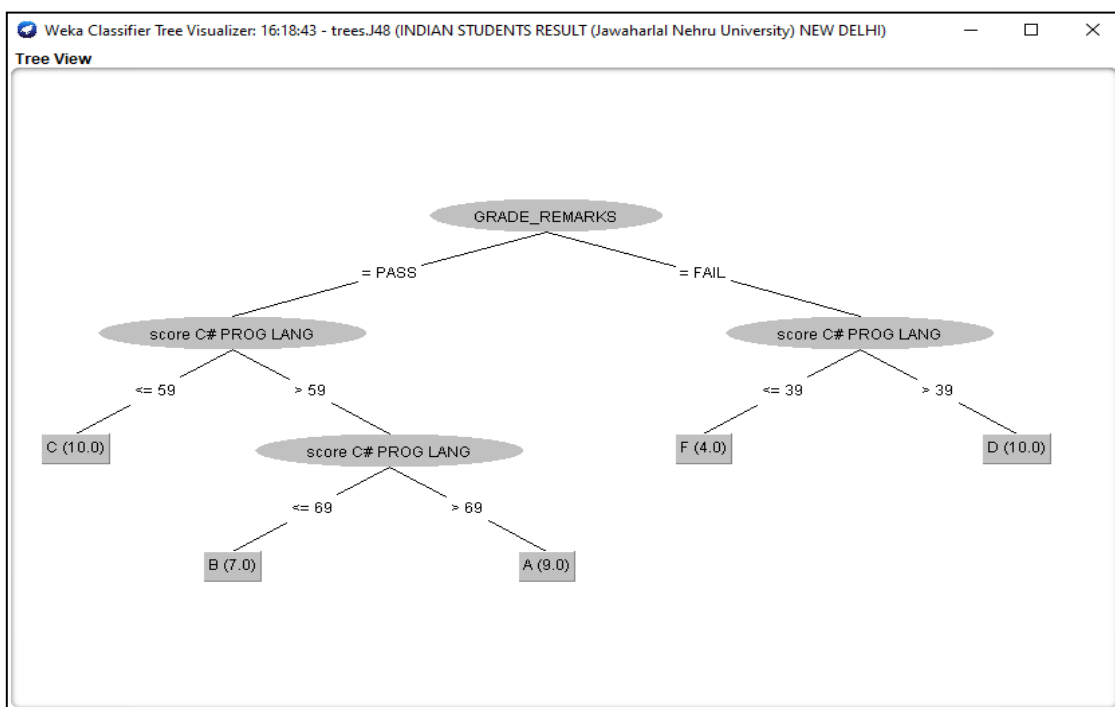 Weka Classifier Tree Visualizer: 16:18:43 - trees.J48 (INDIAN STUDENTS RESULT (Jawaharlal Nehru University) NEW DELHI)
Tree View
GRADE_REMARKS
= PASS = FAIL
score C# PROG LANG score C# PROG LANG
<= 59 > 59 <= 39 > 39
C (10.0) score C# PROG LANG F (4.0) D (10.0)
<= 69 > 69
B (7.0) A (9.0)